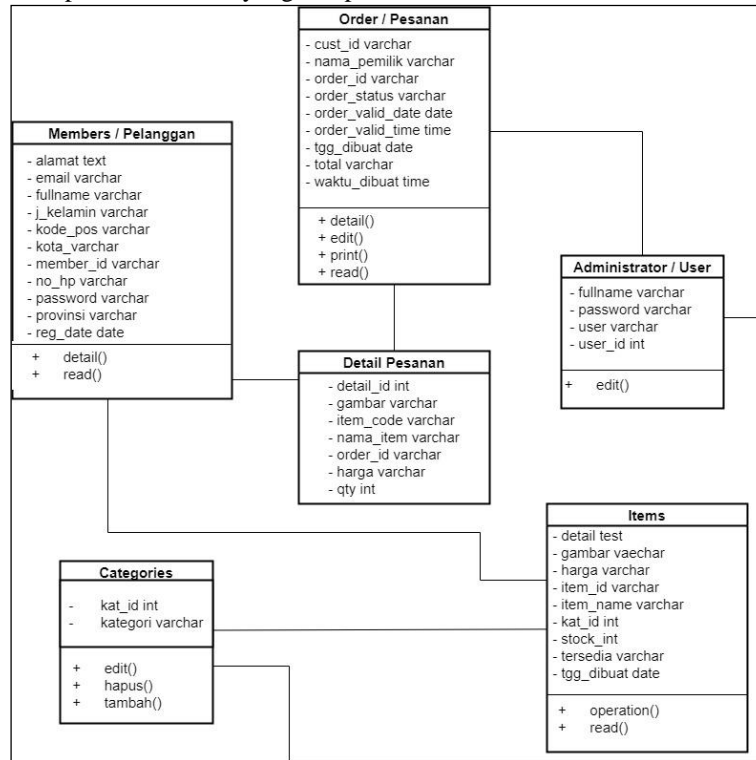 Order / Pesanan
- cust_id varchar
- nama_pemilik varchar
- order_id varchar
- order_status varchar
- order_valid_date date
- order_valid_time time
- tgg_dibuat date
- total varchar
- waktu_dibuat time
+ detail()
+ edit()
+ print()
+ read()
Members / Pelanggan
- alamat text
- email varchar
- fullname varchar
- j_kelamin varchar
- kode_pos varchar
- kota_varchar
- member_id varchar
- no_hp varchar
- password varchar
- provinsi varchar
- reg_date date
+ detail()
+ read()
Administrator / User
- fullname varchar
- password varchar
- user varchar
- user_id int
+ edit()
Detail Pesanan
- detail_id int
- gambar varchar
- item_code varchar
- nama_item varchar
- order_id varchar
- harga varchar
- qty int
Items
- detail test
- gambar vaechar
- harga varchar
- item_id varchar
- item_name varchar
- kat_id int
- stock_int
- tersedia varchar
- tgg_dibuat date
+ operation()
+ read()
Categories
- kat_id int
- kategori varchar
+ edit()
+ hapus()
+ tambah()